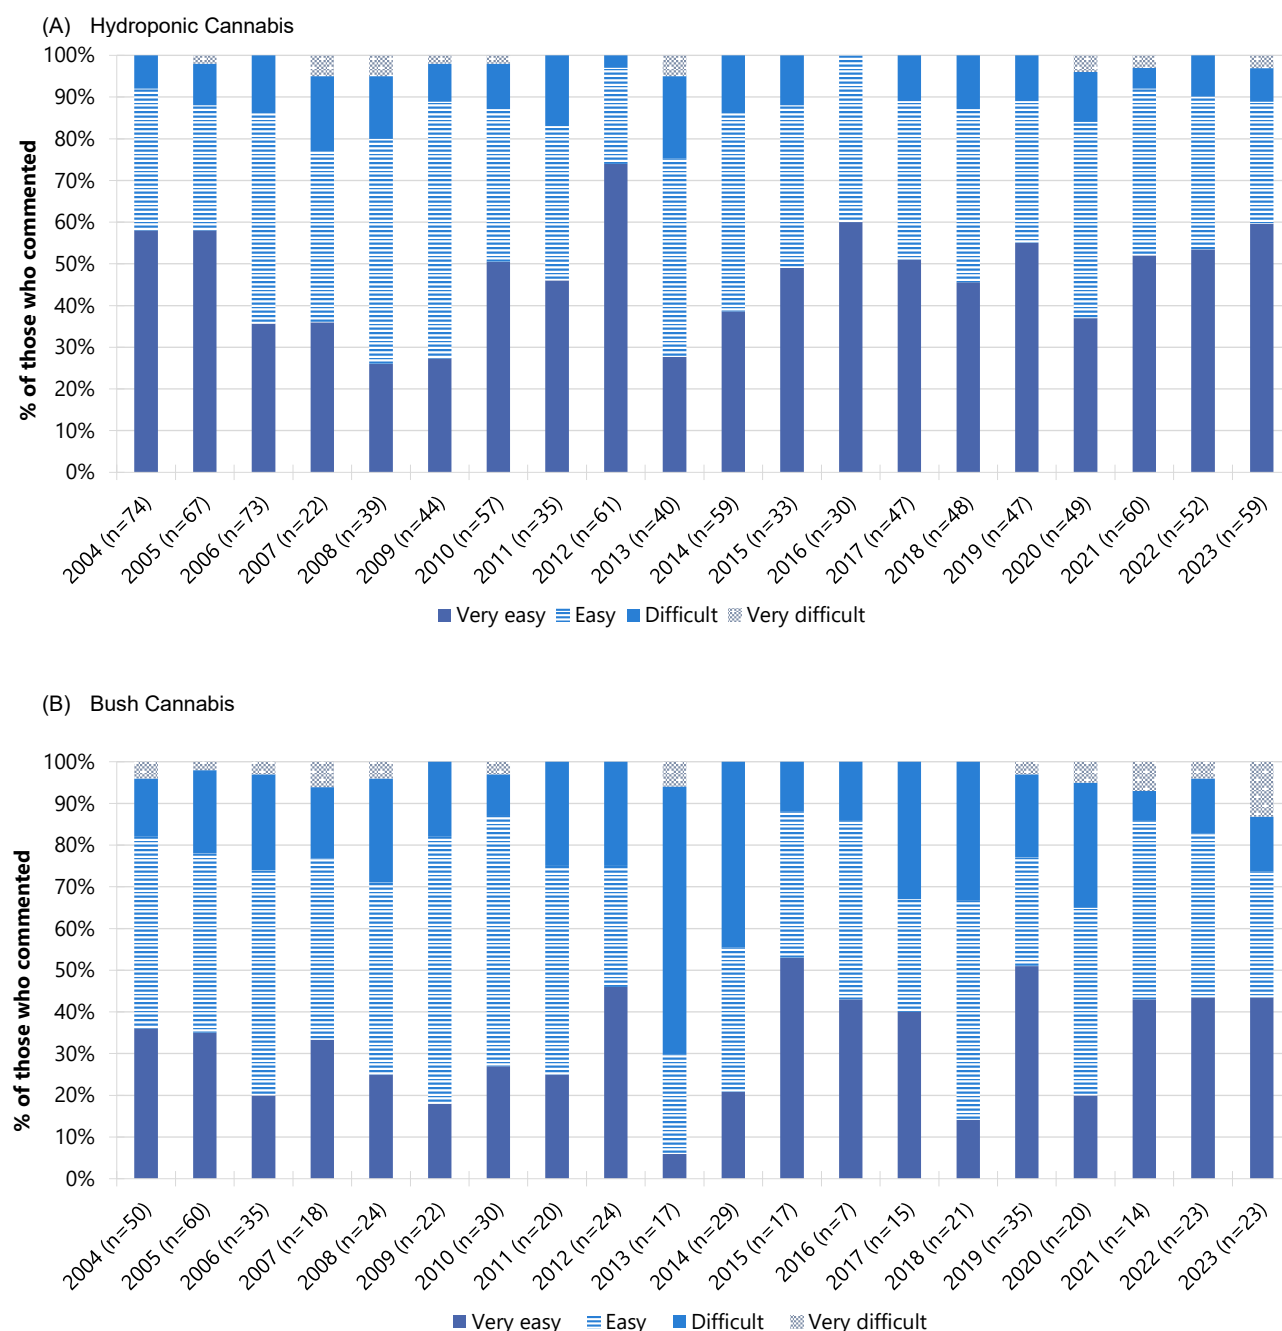 (A) Hydroponic Cannabis
% of those who commented
100%
90%
80%
70%
60%
50%
40%
30%
20%
10%
0%
2004 (n=74)
2005 (n=67)
2006 (n=73)
2007 (n=22)
2008 (n=39)
2009 (n=44)
2010 (n=57)
2011 (n=35)
2012 (n=61)
2013 (n=40)
2014 (n=59)
2015 (n=33)
2016 (n=30)
2017 (n=47)
2018 (n=48)
2019 (n=47)
2020 (n=49)
2021 (n=60)
2022 (n=52)
2023 (n=59)
Very easy Easy Difficult Very difficult
(B) Bush Cannabis
% of those who commented
100%
90%
80%
70%
60%
50%
40%
30%
20%
10%
0%
2004 (n=50)
2005 (n=60)
2006 (n=35)
2007 (n=18)
2008 (n=24)
2009 (n=22)
2010 (n=30)
2011 (n=20)
2012 (n=24)
2013 (n=17)
2014 (n=29)
2015 (n=17)
2016 (n=7)
2017 (n=15)
2018 (n=21)
2019 (n=35)
2020 (n=20)
2021 (n=14)
2022 (n=23)
2023 (n=23)
Very easy Easy Difficult Very difficult